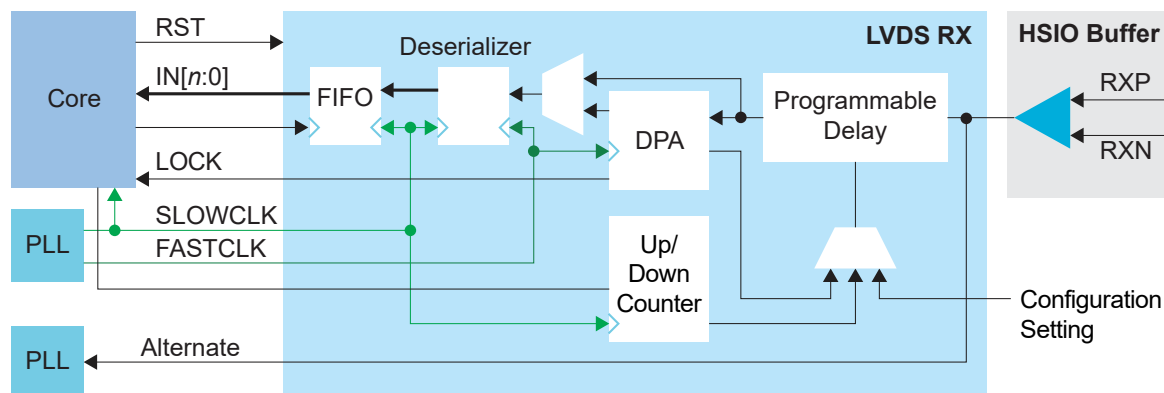 RST
LVDS RX
HSIO Buffer
Deserializer
Core
IN[n:0]
FIFO
Programmable
Delay
RXP
DPA
RXN
LOCK
SLOWCLK
PLL
FASTCLK
Up/
Down
Counter
Configuration
Setting
PLL
Alternate